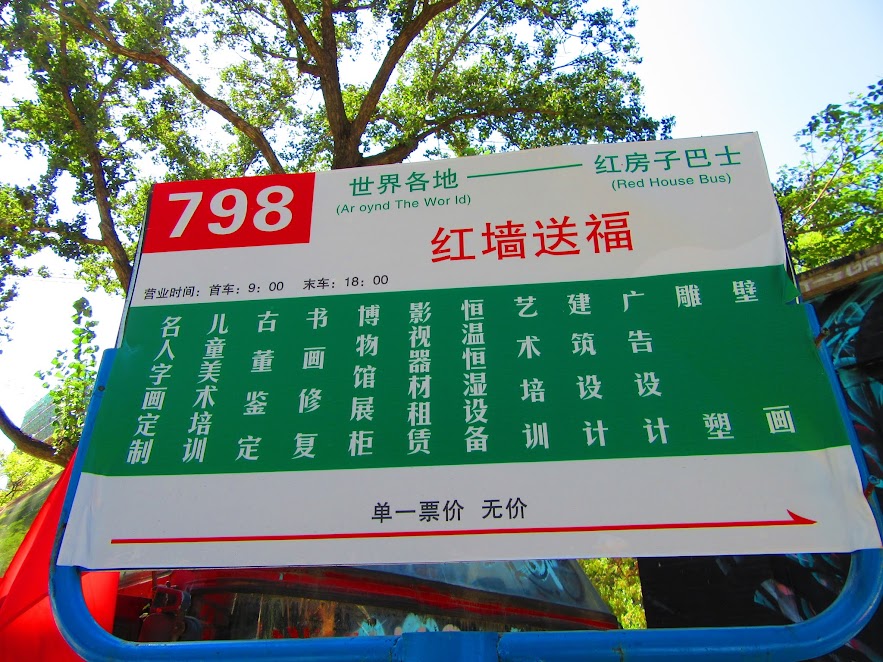 798
世界各地
红房子巴士
(Ar oynd The Wor ld)
(Red House Bus)
红墙送福
营业时间：首车：9：00 末车：18：00
名人字画定制
儿童美术培训
古董鉴定
书画修复
博物馆展柜
影视器材租赁
恒温恒湿设备
艺术培训
建筑设计
广告设计
雕塑
壁画
单一票价 无价